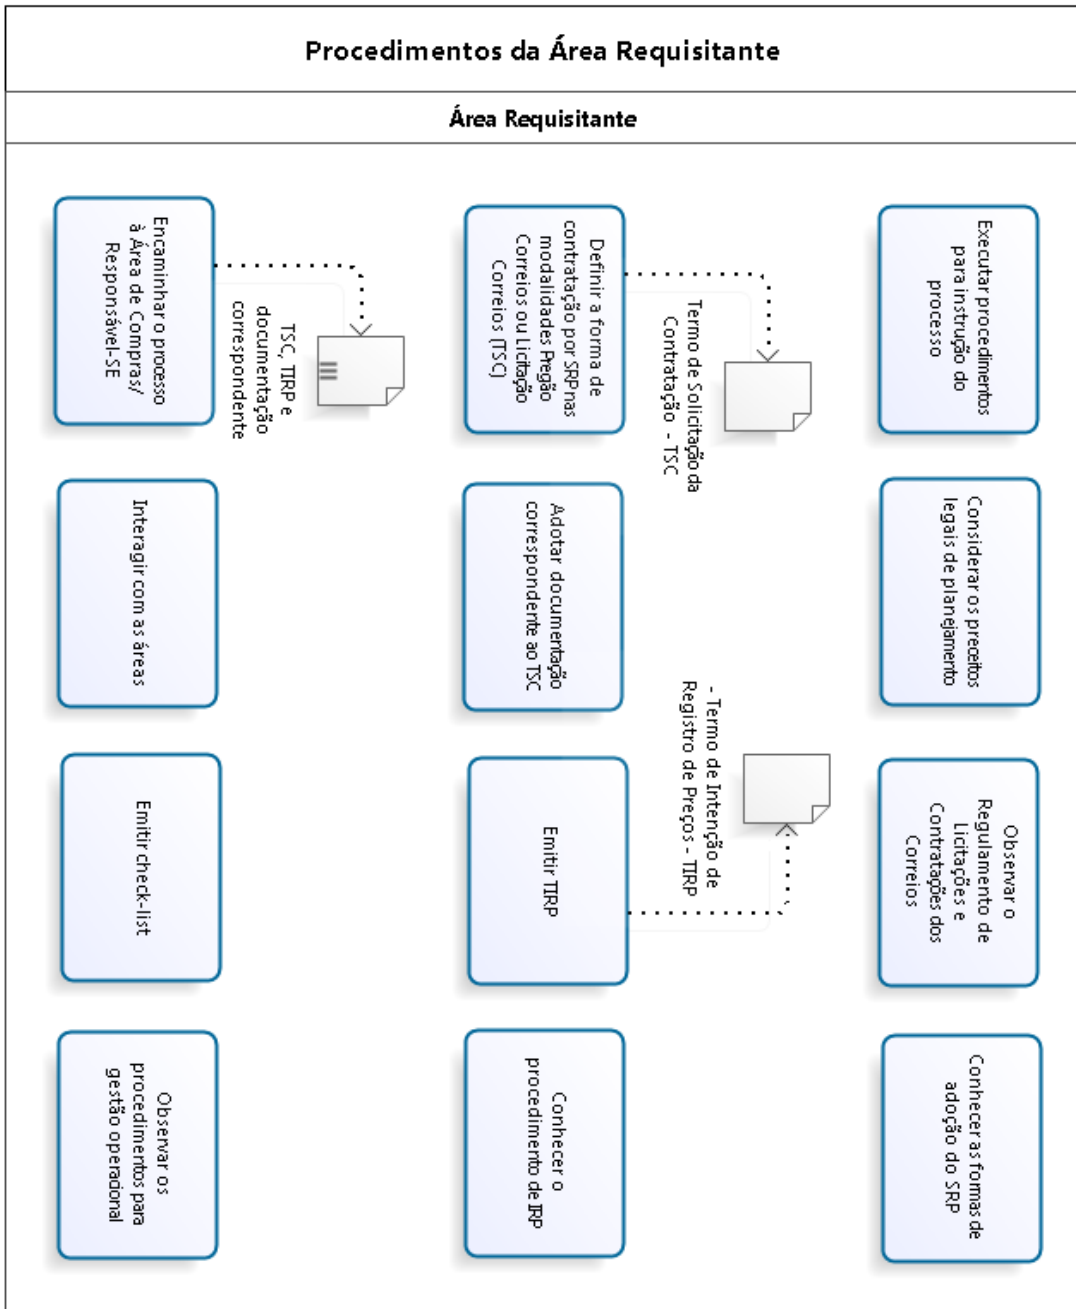 Procedimentos da Área Requisitante
Área Requisitante
Executar procedimentos
para instrução do
processo
Considerar os preceitos
legais de planejamento
Observar o
Regulamento de
Licitações e
Contratações dos
Correios
Conhecer as formas de
adoção do SRP
Definir a forma de
contratação por SRP nas
modalidades Pregão
Correios ou Licitação
Correios (TSC)
Termo de Solicitação da
Contratação - TSC
Adotar documentação
correspondente ao TSC
Emitir TIRP
- Termo de Intenção de
Registro de Preços - TIRP
Conhecer o
procedimento de IRP
Encaminhar o processo
à Área de Compras/
Responsável-SE
TSC, TIRP e
documentação
correspondente
Interagir com as áreas
Emitir check-list
Observar os
procedimentos para
gestão operacional